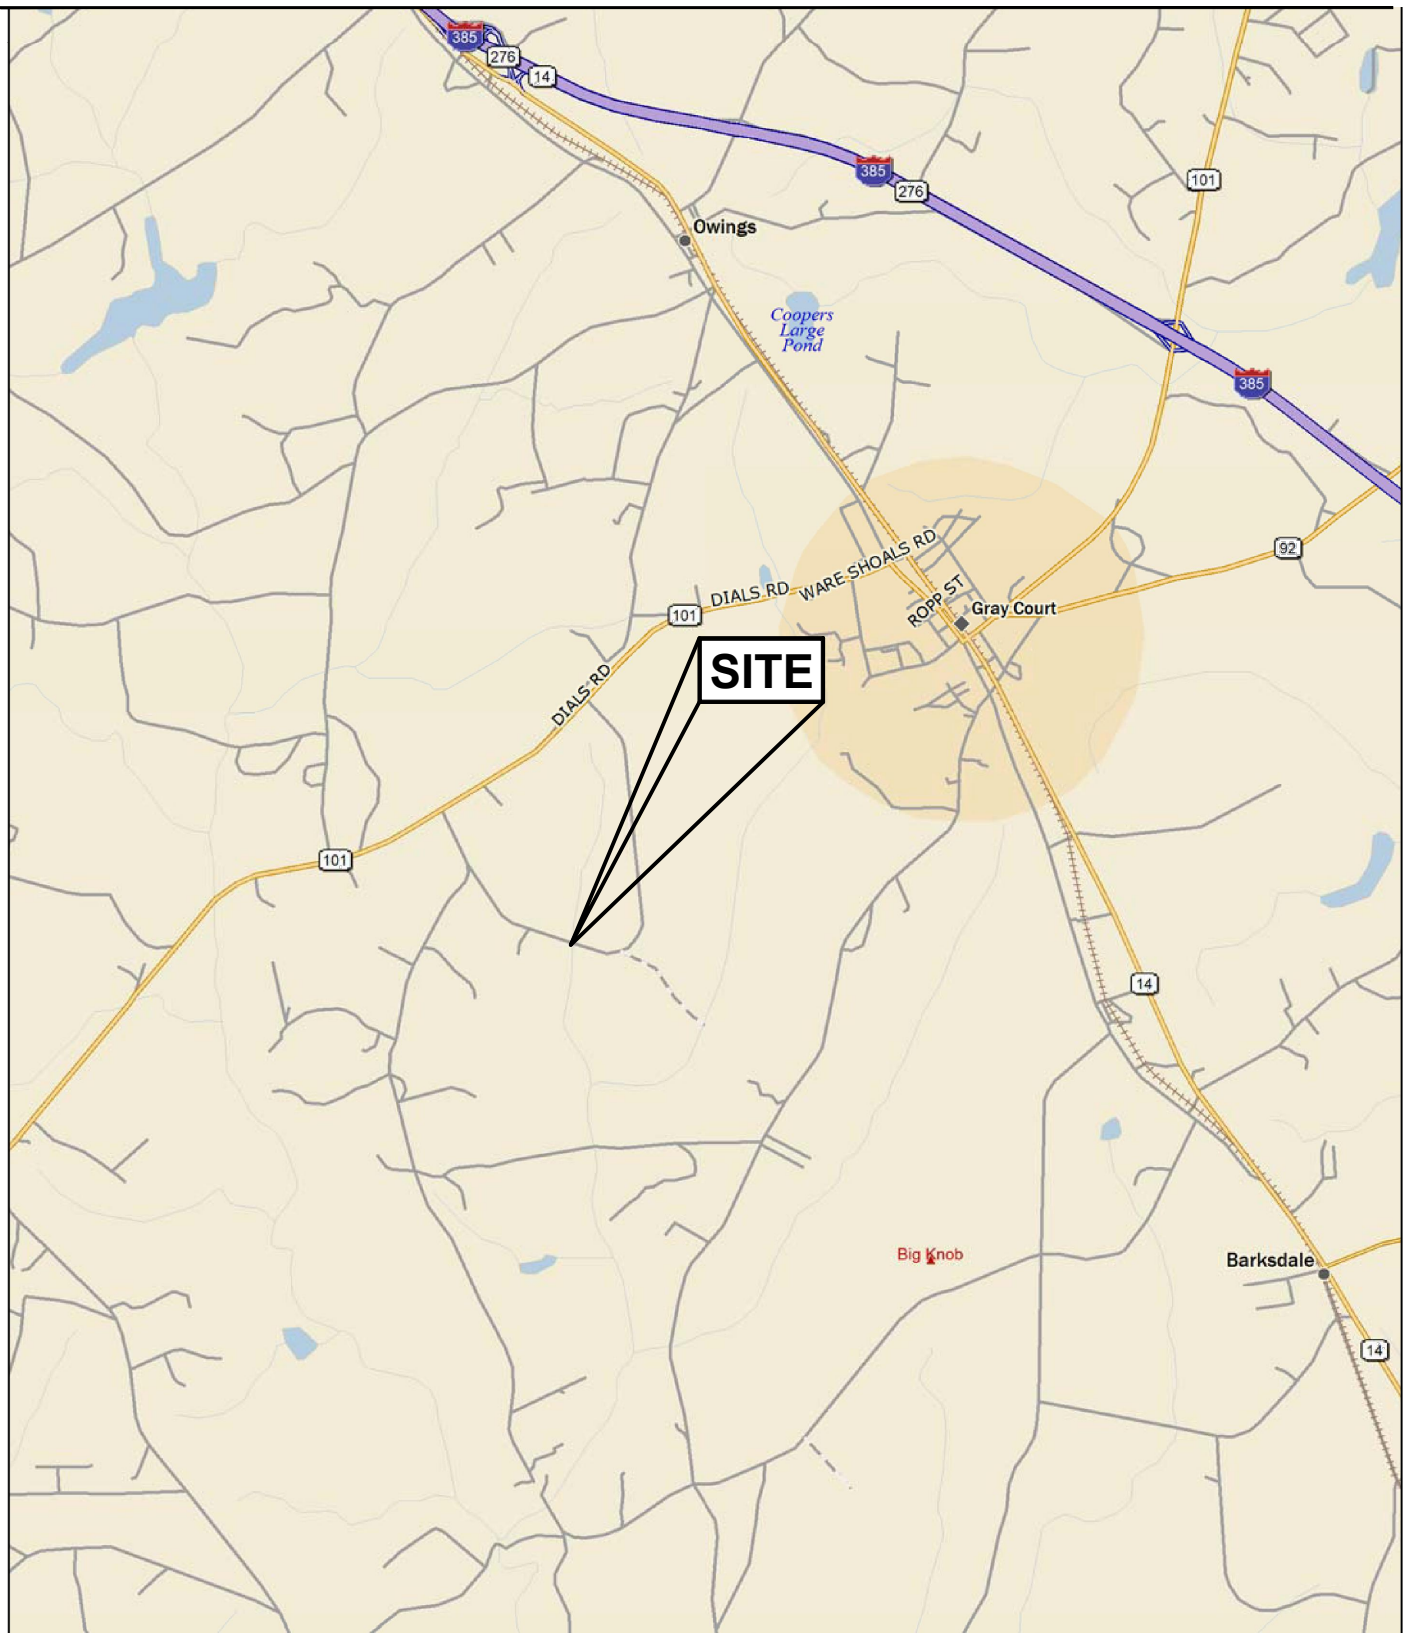 385
276
14
385
276
101
Owings
Coopers
Large
Pond
385
92
WARE SHOALS RD
DIALS RD
101
ROPP ST
Gray Court
SITE
DIALS RD
101
14
Big Knob
Barksdale
14